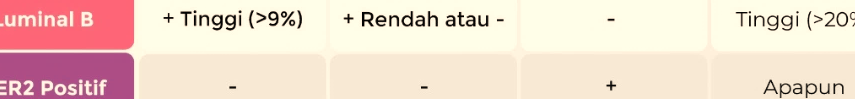 Luminal B + Tinggi (>9%) + Rendah atau - - Tinggi (>20%
ER2 Positif - - + Apapun